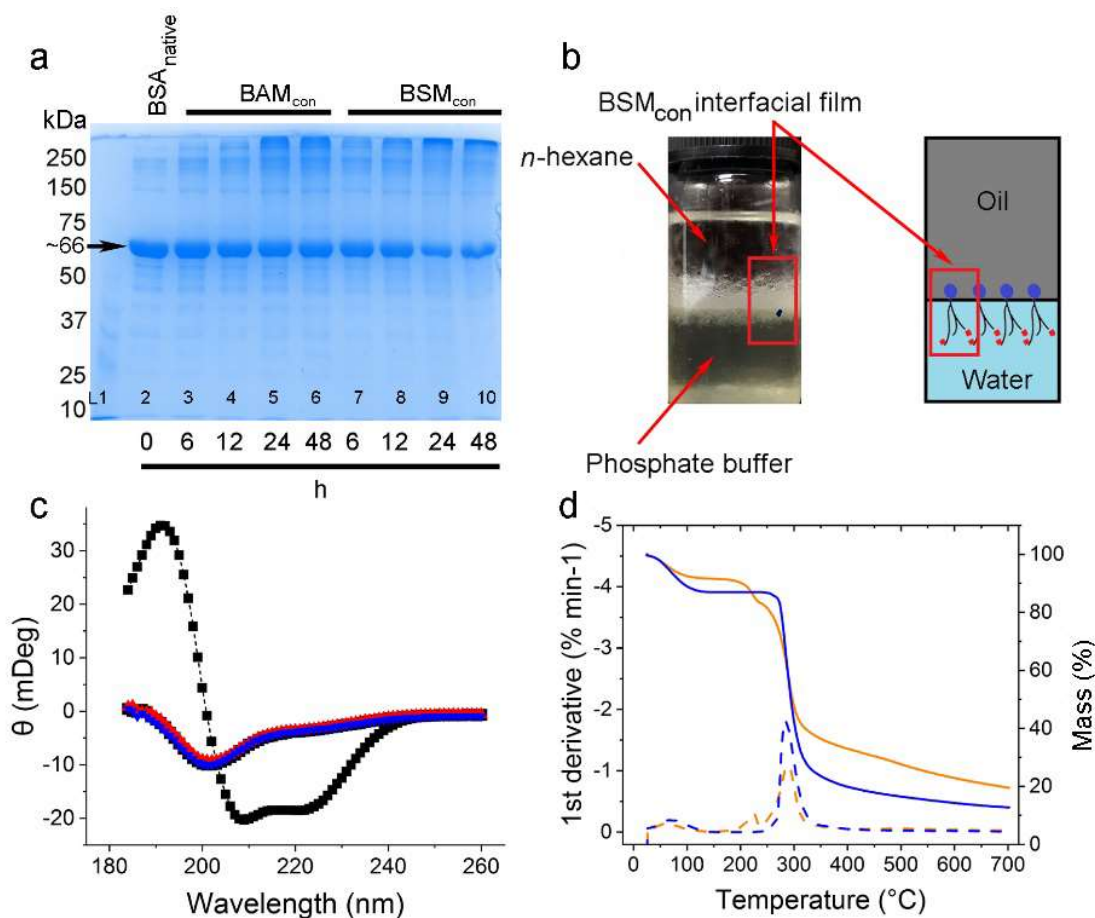 a
BSA native
BAM con
BSM con
kDa
250
150
75
~66
50
37
25
10
L1 2 3 4 5 6 7 8 9 10
0 6 12 24 48 6 12 24 48
h
b
BSM con interfacial film
n-hexane
Oil
Water
Phosphate buffer
c
30
20
10
0
-10
-20
θ (mDeg)
180 200 220 240 260
Wavelength (nm)
d
-5
-4
-3
-2
-1
0
1st derivative (% min-1)
100
80
60
40
20
0
Mass (%)
0 100 200 300 400 500 600 700
Temperature (°C)